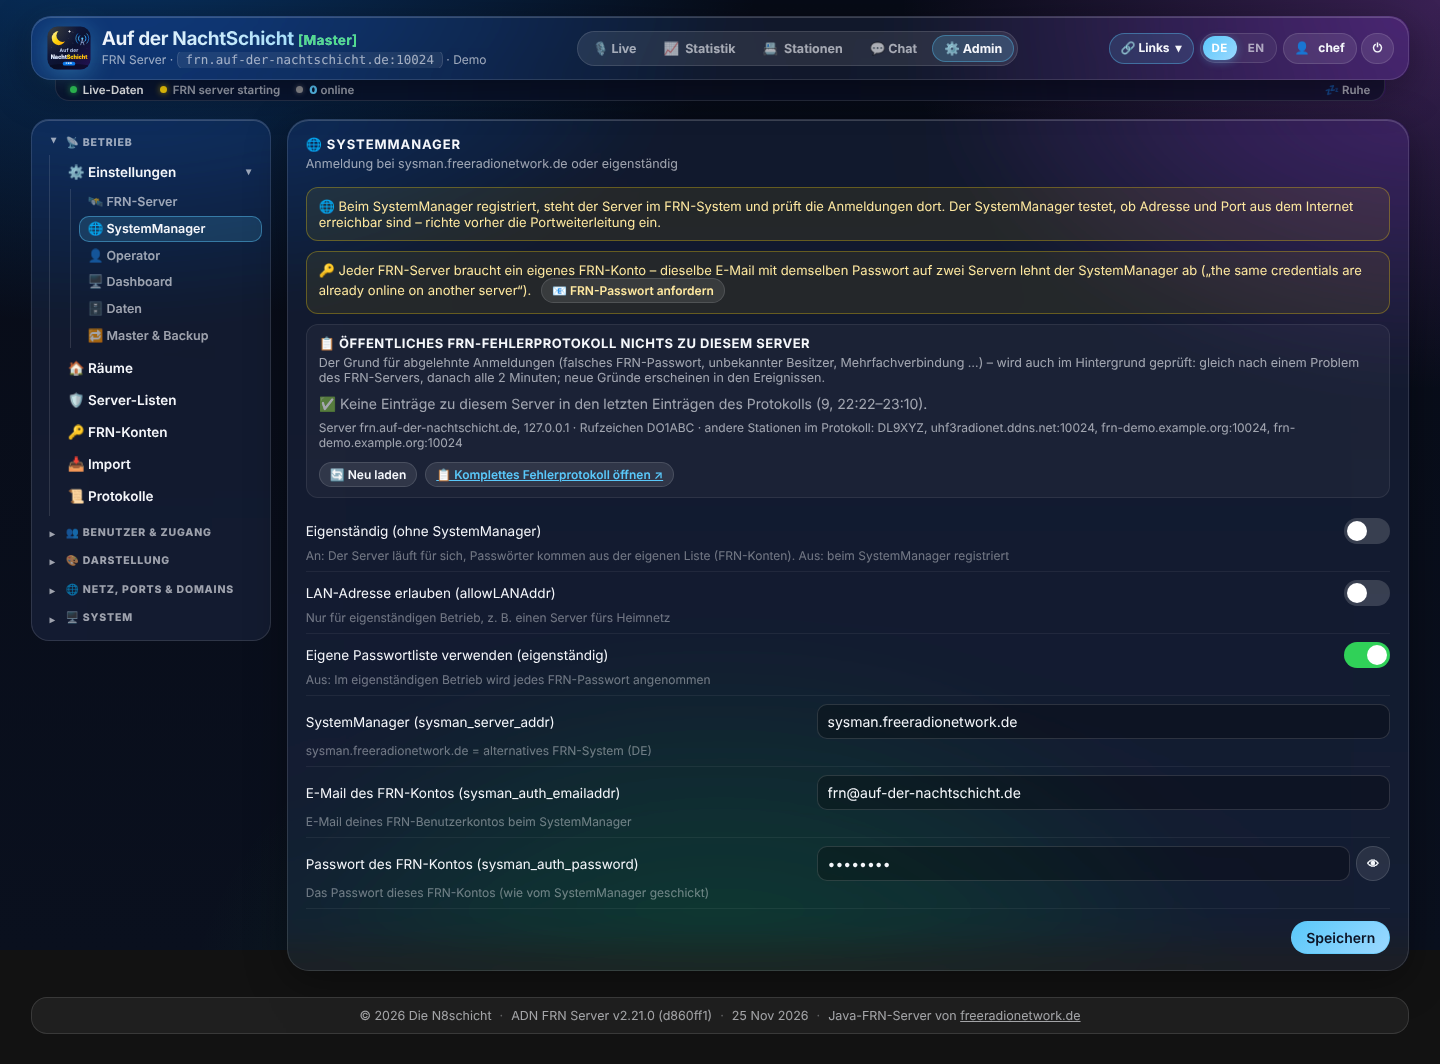 Auf der NachtSchicht [Master]
FRN Server · frn.auf-der-nachtschicht.de:10024 · Demo
Live
Statistik
Stationen
Chat
Admin
Links ▼
DE
EN
chef
Live-Daten
FRN server starting
0 online
Ruhe
BETRIEB
Einstellungen
FRN-Server
SystemManager
Operator
Dashboard
Daten
Master & Backup
Räume
Server-Listen
FRN-Konten
Import
Protokolle
BENUTZER & ZUGANG
DARSTELLUNG
NETZ, PORTS & DOMAINS
SYSTEM
SYSTEMMANAGER
Anmeldung bei sysman.freeradionetwork.de oder eigenständig
Beim SystemManager registriert, steht der Server im FRN-System und prüft die Anmeldungen dort. Der SystemManager testet, ob Adresse und Port aus dem Internet
erreichbar sind – richte vorher die Portweiterleitung ein.
Jeder FRN-Server braucht ein eigenes FRN-Konto – dieselbe E-Mail mit demselben Passwort auf zwei Servern lehnt der SystemManager ab („the same credentials are
already online on another server“). FRN-Passwort anfordern
ÖFFENTLICHES FRN-FEHLERPROTOKOLL NICHTS ZU DIESEM SERVER
Der Grund für abgelehnte Anmeldungen (falsches FRN-Passwort, unbekannter Besitzer, Mehrfachverbindung …) – wird auch im Hintergrund geprüft: gleich nach einem Problem
des FRN-Servers, danach alle 2 Minuten; neue Gründe erscheinen in den Ereignissen.
Keine Einträge zu diesem Server in den letzten Einträgen des Protokolls (9, 22:22–23:10).
Server frn.auf-der-nachtschicht.de, 127.0.0.1 · Rufzeichen DO1ABC · andere Stationen im Protokoll: DL9XYZ, uhf3radionet.ddns.net:10024, frn-demo.example.org:10024, frn-
demo.example.org:10024
Neu laden
Komplettes Fehlerprotokoll öffnen ↗
Eigenständig (ohne SystemManager)
An: Der Server läuft für sich, Passwörter kommen aus der eigenen Liste (FRN-Konten). Aus: beim SystemManager registriert
LAN-Adresse erlauben (allowLANAddr)
Nur für eigenständigen Betrieb, z. B. einen Server fürs Heimnetz
Eigene Passwortliste verwenden (eigenständig)
Aus: Im eigenständigen Betrieb wird jedes FRN-Passwort angenommen
SystemManager (sysman_server_addr)
sysman.freeradionetwork.de
sysman.freeradionetwork.de = alternatives FRN-System (DE)
E-Mail des FRN-Kontos (sysman_auth_emailaddr)
frn@auf-der-nachtschicht.de
E-Mail deines FRN-Benutzerkontos beim SystemManager
Passwort des FRN-Kontos (sysman_auth_password)
••••••••
Das Passwort dieses FRN-Kontos (wie vom SystemManager geschickt)
Speichern
© 2026 Die N8schicht · ADN FRN Server v2.21.0 (d860ff1) · 25 Nov 2026 · Java-FRN-Server von freeradionetwork.de